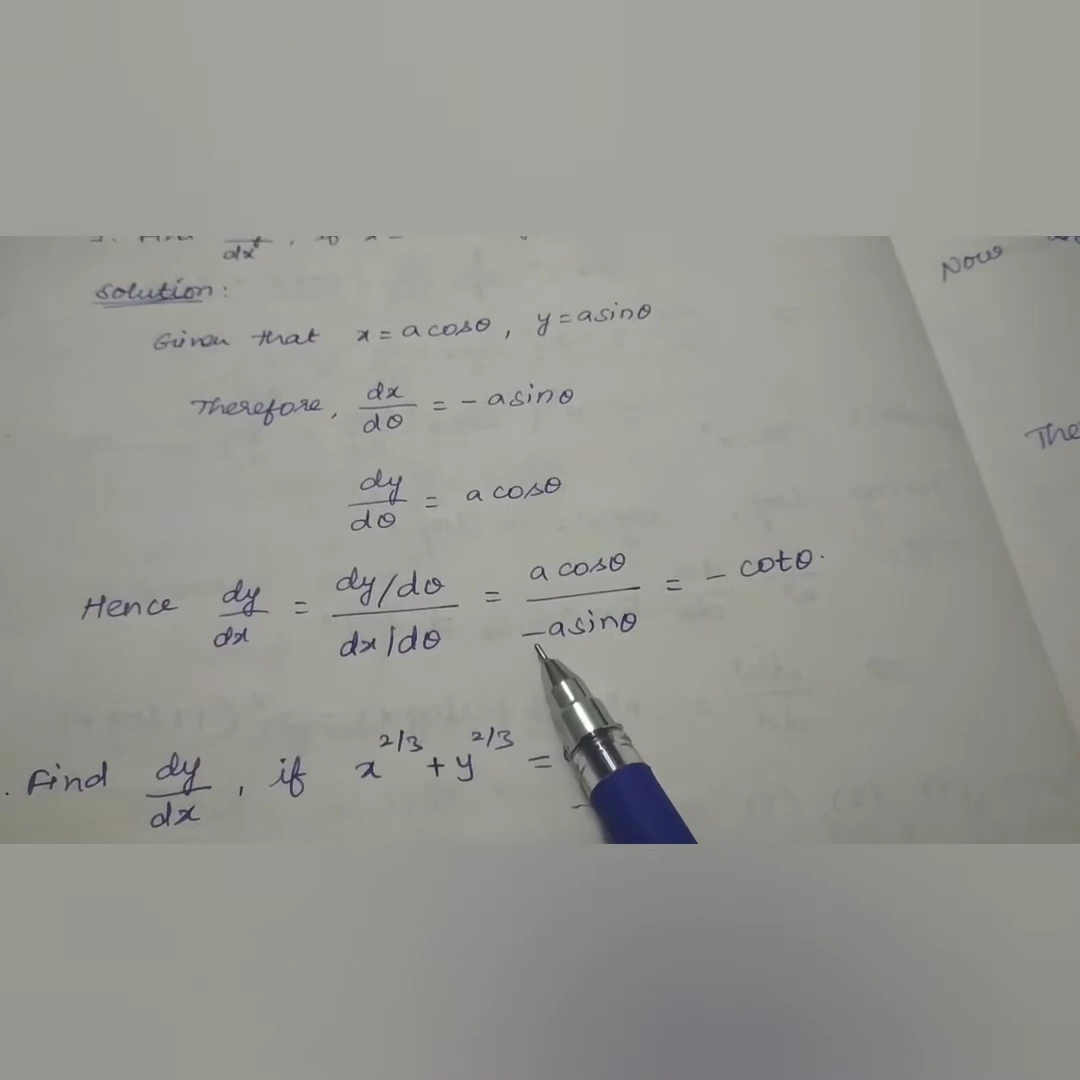 dx
Solution:
Given that x = a cosθ, y = a sinθ
Therefore, dx/dθ = - a sinθ
dy/dθ = a cosθ
Hence dy/dx = dy/dθ / dx/dθ = a cosθ / -a sinθ = - cotθ.
. Find dy/dx, if x^2/3 + y^2/3 =
Now
The